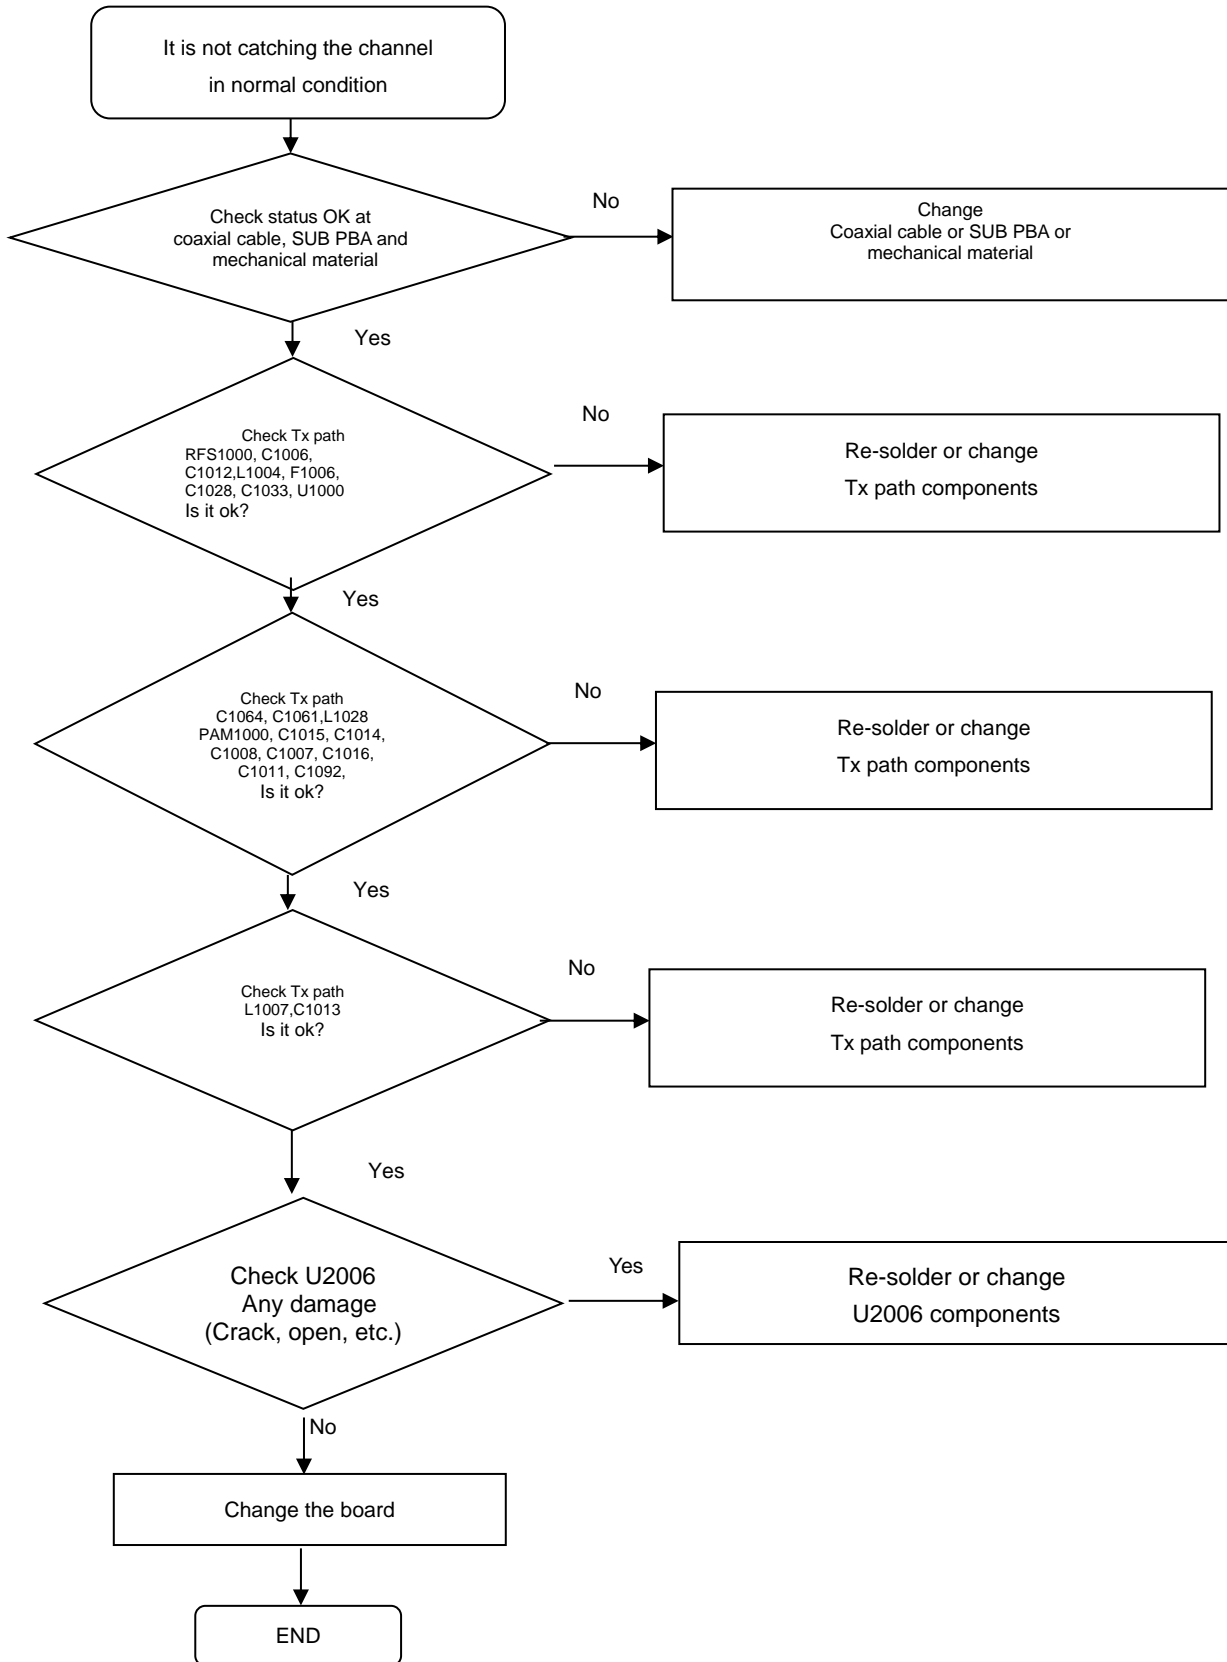 It is not catching the channel
in normal condition
Check status OK at
coaxial cable, SUB PBA and
mechanical material
No
Change
Coaxial cable or SUB PBA or
mechanical material
Yes
Check Tx path
RFS1000, C1006,
C1012,L1004, F1006,
C1028, C1033, U1000
Is it ok?
No
Re-solder or change
Tx path components
Yes
Check Tx path
C1064, C1061,L1028
PAM1000, C1015, C1014,
C1008, C1007, C1016,
C1011, C1092,
Is it ok?
No
Re-solder or change
Tx path components
Yes
Check Tx path
L1007,C1013
Is it ok?
No
Re-solder or change
Tx path components
Yes
Check U2006
Any damage
(Crack, open, etc.)
Yes
Re-solder or change
U2006 components
No
Change the board
END